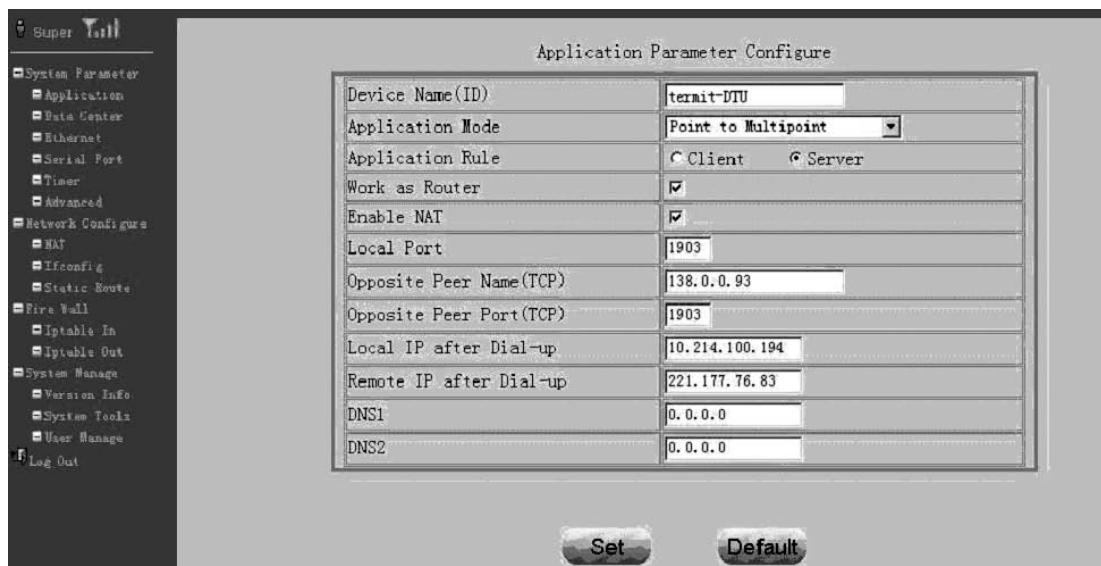 Super
System Parameter
Application
Data Center
Ethernet
Serial Port
Timer
Advanced
Network Configure
NAT
Ifconfig
Static Route
Fire Wall
Iptable In
Iptable Out
System Manage
Version Info
System Tools
User Manage
Log Out
Application Parameter Configure
Device Name(ID) termit-DTU
Application Mode Point to Multipoint
Application Rule Client Server
Work as Router
Enable NAT
Local Port 1903
Opposite Peer Name(TCP) 138.0.0.93
Opposite Peer Port(TCP) 1903
Local IP after Dial-up 10.214.100.194
Remote IP after Dial-up 221.177.76.83
DNS1 0.0.0.0
DNS2 0.0.0.0
Set Default